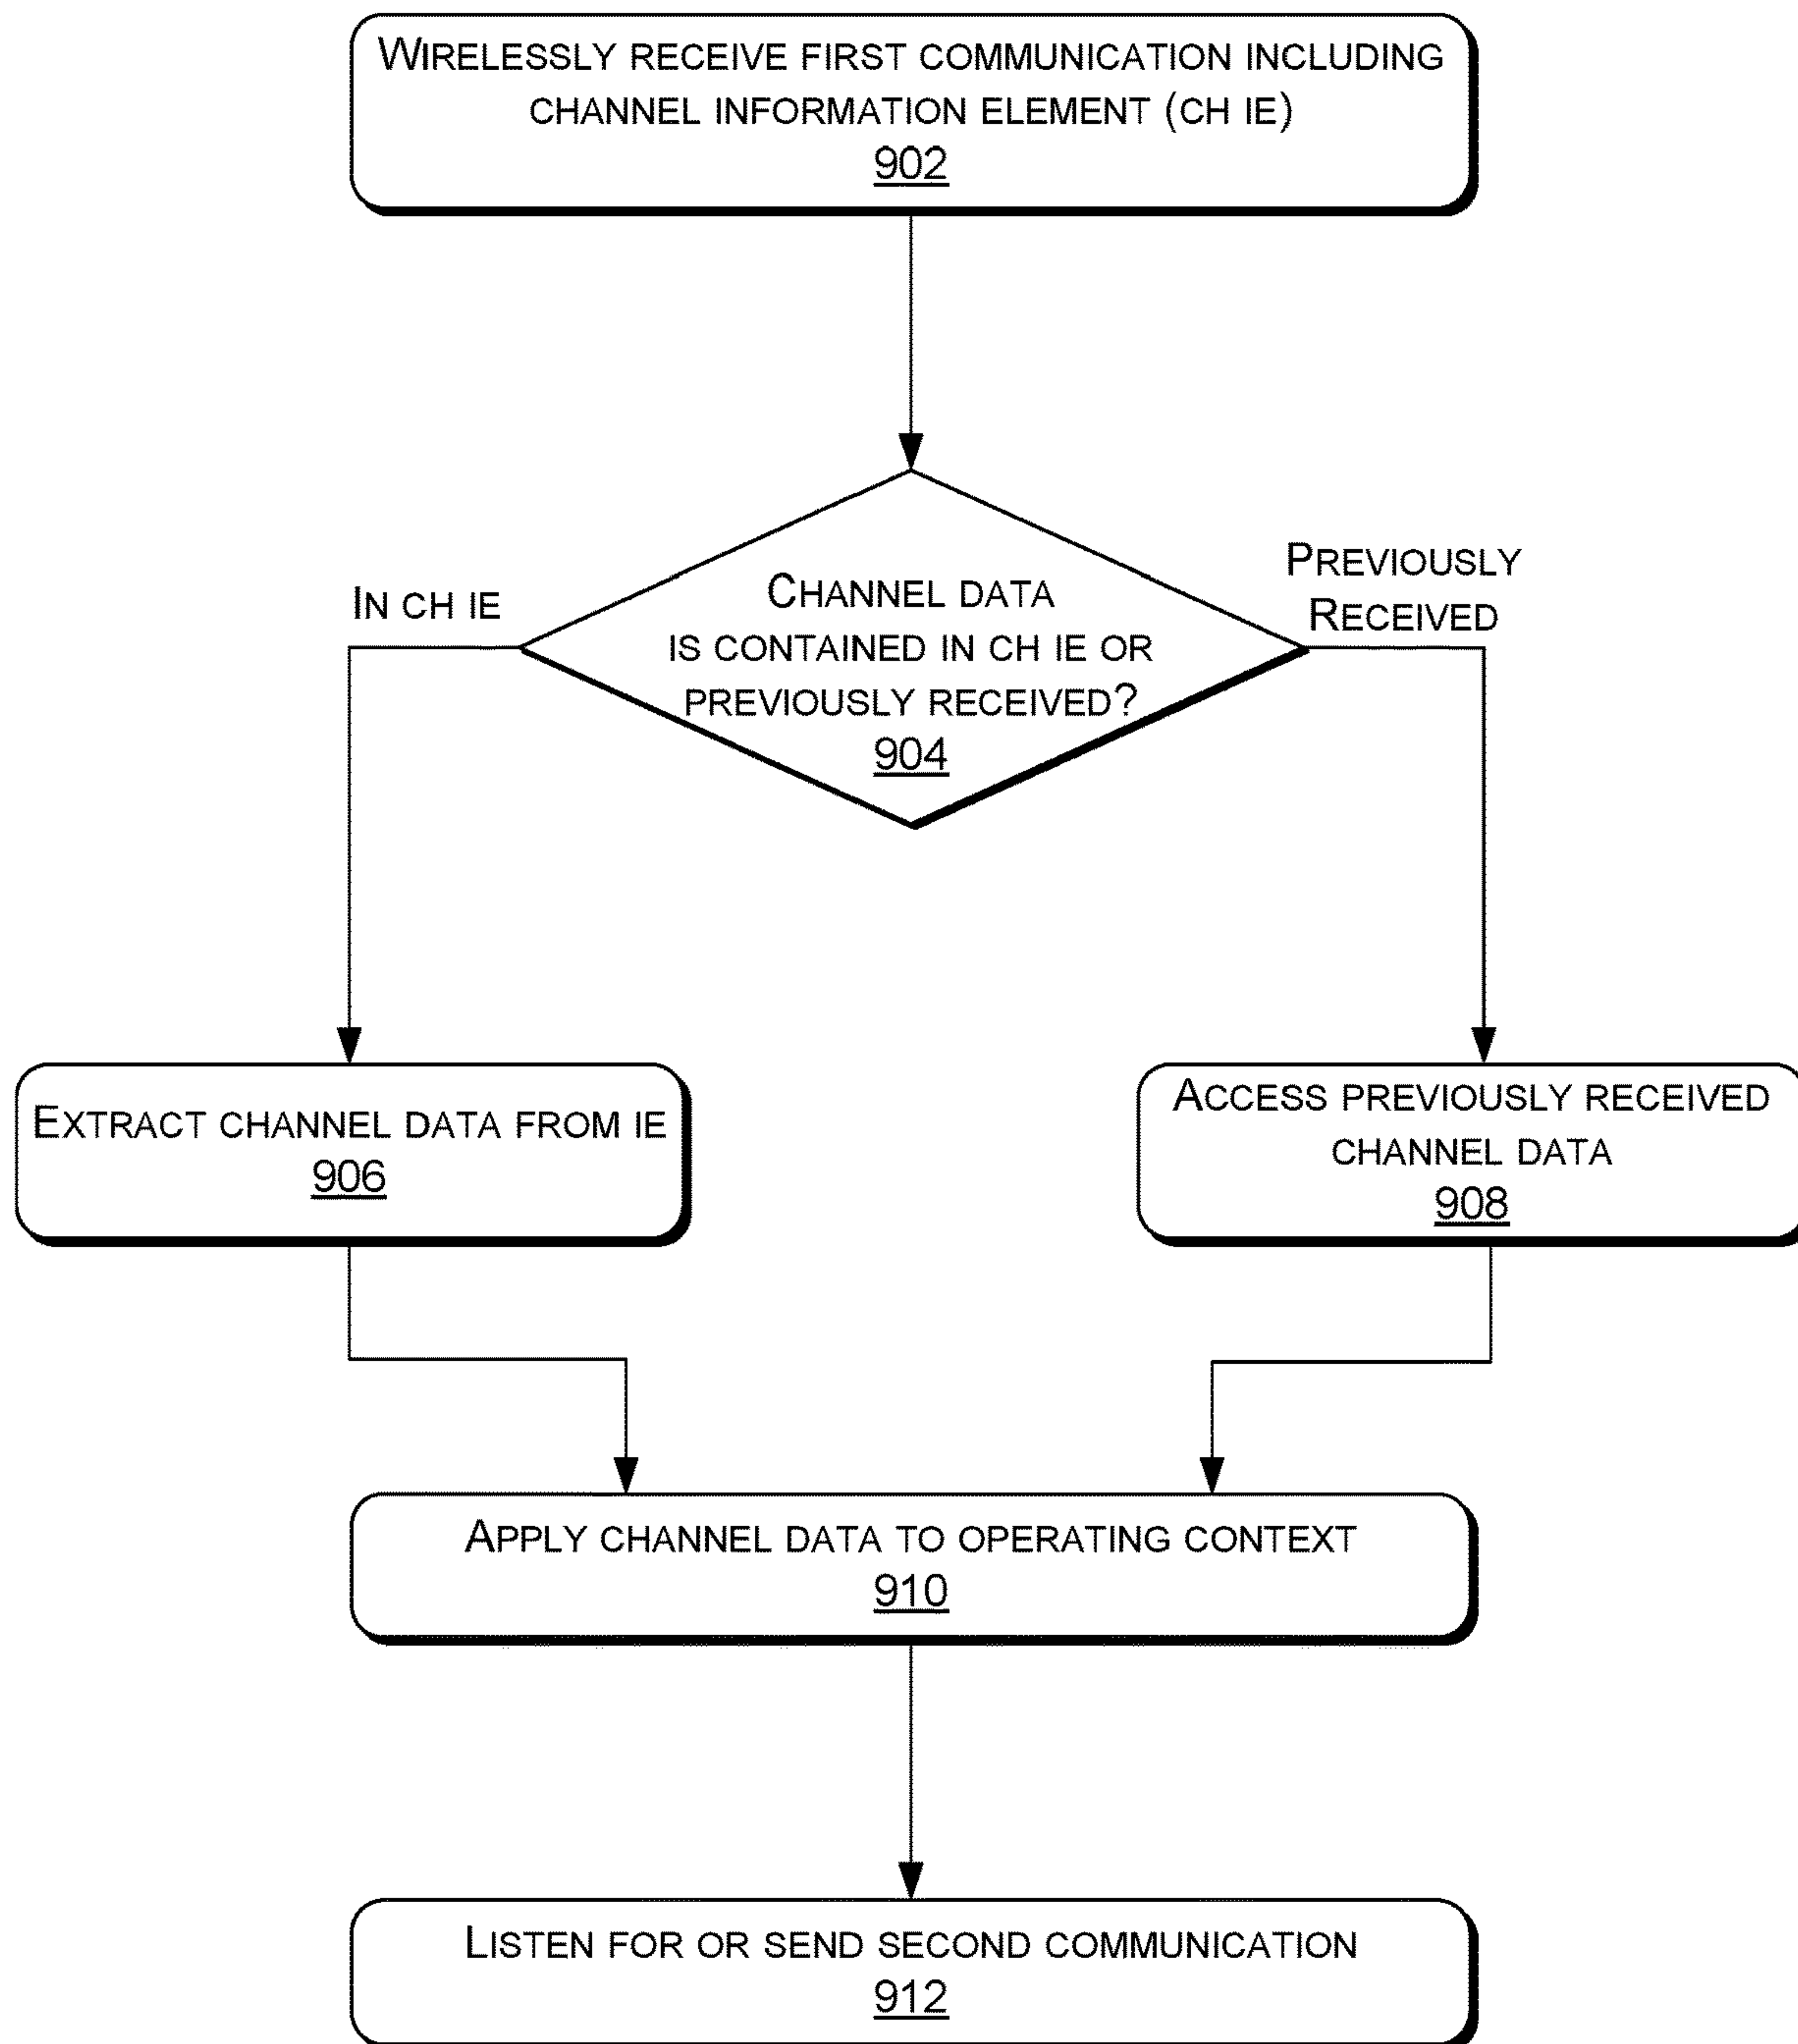 WIRELESSLY RECEIVE FIRST COMMUNICATION INCLUDING
CHANNEL INFORMATION ELEMENT (CH IE)
902
CHANNEL DATA
IS CONTAINED IN CH IE OR
PREVIOUSLY RECEIVED?
904
IN CH IE
PREVIOUSLY
RECEIVED
EXTRACT CHANNEL DATA FROM IE
906
ACCESS PREVIOUSLY RECEIVED
CHANNEL DATA
908
APPLY CHANNEL DATA TO OPERATING CONTEXT
910
LISTEN FOR OR SEND SECOND COMMUNICATION
912